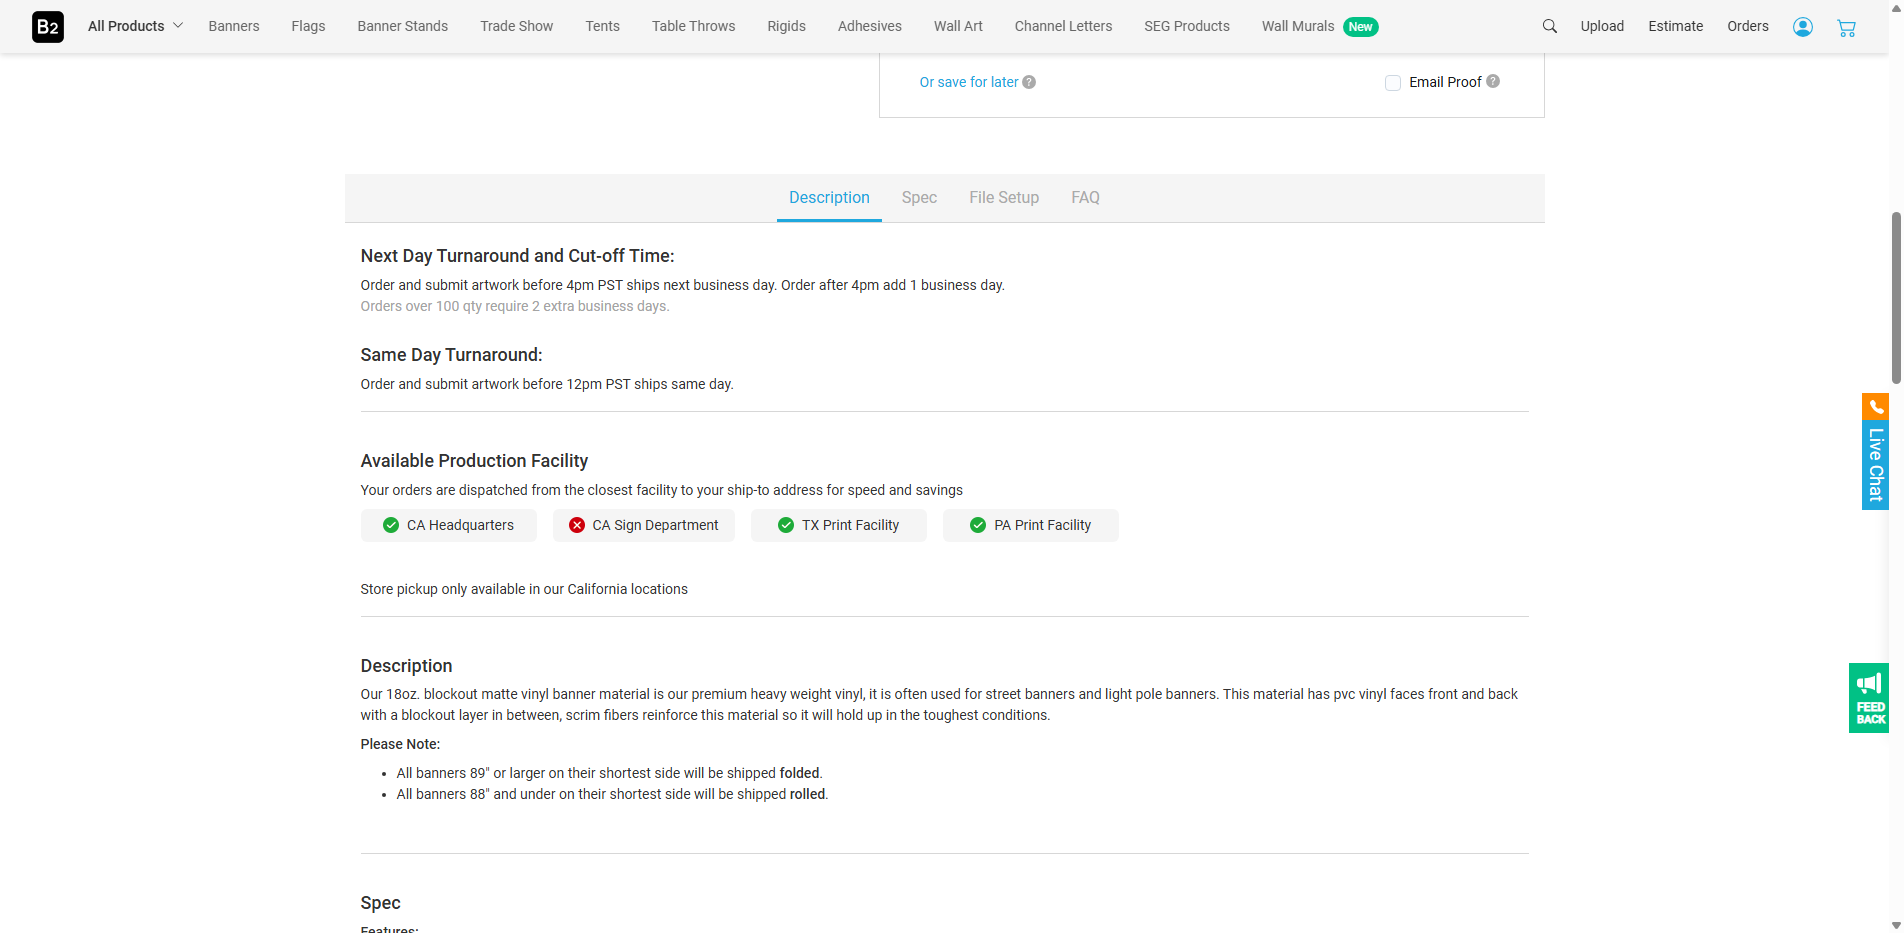 B2 All Products Banners Flags Banner Stands Trade Show Tents Table Throws Rigids Adhesives Wall Art Channel Letters SEG Products Wall Murals New Upload Estimate Orders
Or save for later ? Email Proof ?
Description Spec File Setup FAQ
Next Day Turnaround and Cut-off Time:
Order and submit artwork before 4pm PST ships next business day. Order after 4pm add 1 business day.
Orders over 100 qty require 2 extra business days.
Same Day Turnaround:
Order and submit artwork before 12pm PST ships same day.
Live Chat
Available Production Facility
Your orders are dispatched from the closest facility to your ship-to address for speed and savings
CA Headquarters CA Sign Department TX Print Facility PA Print Facility
Store pickup only available in our California locations
Description
Our 18oz. blockout matte vinyl banner material is our premium heavy weight vinyl, it is often used for street banners and light pole banners. This material has pvc vinyl faces front and back
with a blockout layer in between, scrim fibers reinforce this material so it will hold up in the toughest conditions.
FEED
BACK
Please Note:
• All banners 89" or larger on their shortest side will be shipped folded.
• All banners 88" and under on their shortest side will be shipped rolled.
Spec
Features: